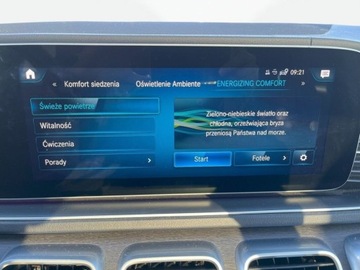 09:21
« Komfort siedzenia Oświetlenie Ambiente ENERGIZING COMFORT »
Świeże powietrze
Witalność
Ćwiczenia
Porady
Zielono-niebieskie światło oraz
chłodna, orzeźwiająca bryza
przeniosą Państwa nad morze.
Start
Fotele